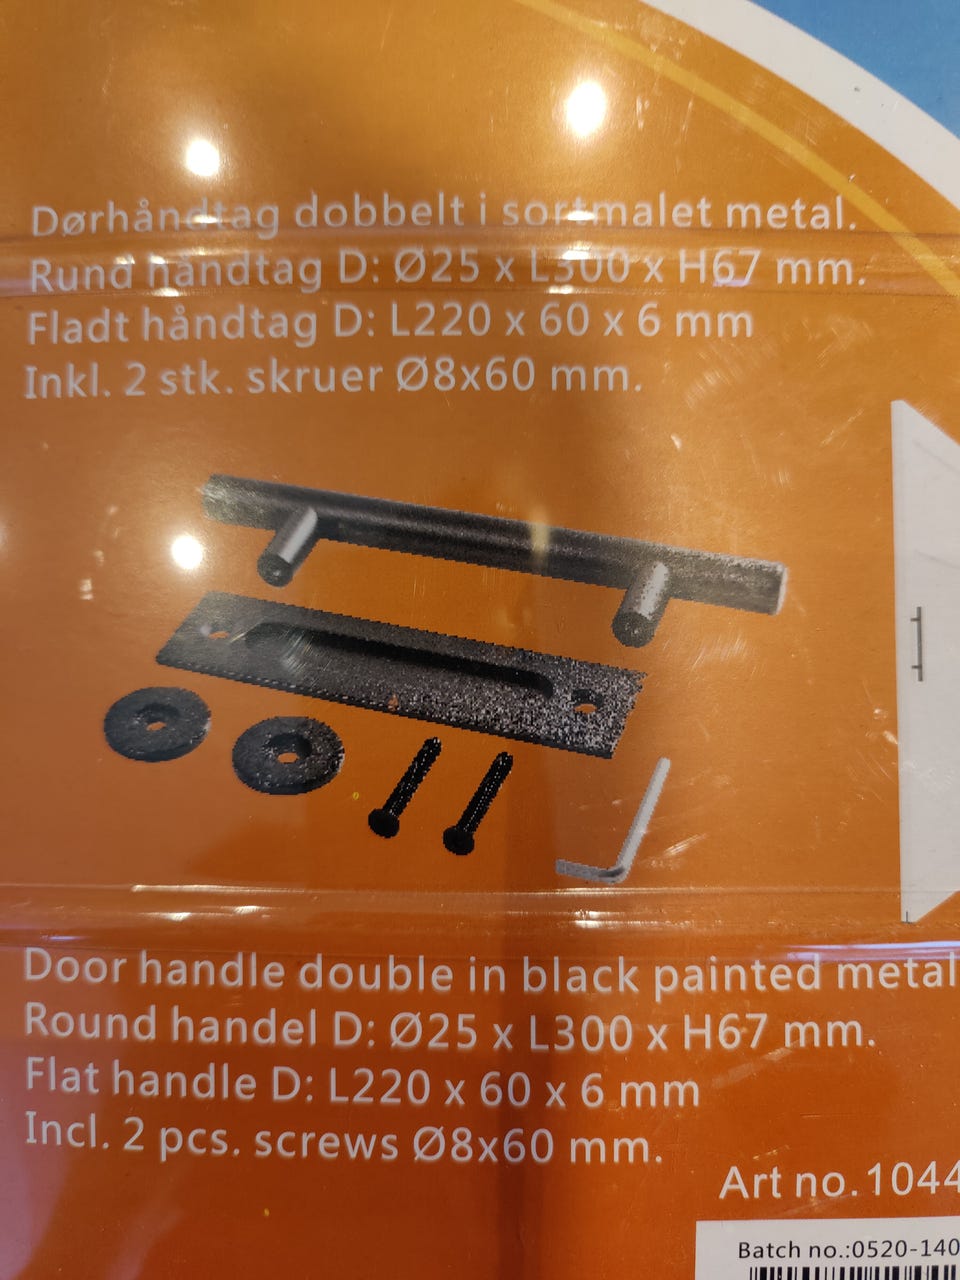 Dørhåndtag dobbelt i sortmalet metal.
Rund håndtag D: Ø25 x L300 x H67 mm.
Fladt håndtag D: L220 x 60 x 6 mm
Inkl. 2 stk. skruer Ø8x60 mm.
Door handle double in black painted metal
Round handel D: Ø25 x L300 x H67 mm.
Flat handle D: L220 x 60 x 6 mm
Incl. 2 pcs. screws Ø8x60 mm.
Art no.1044
Batch no.:0520-140